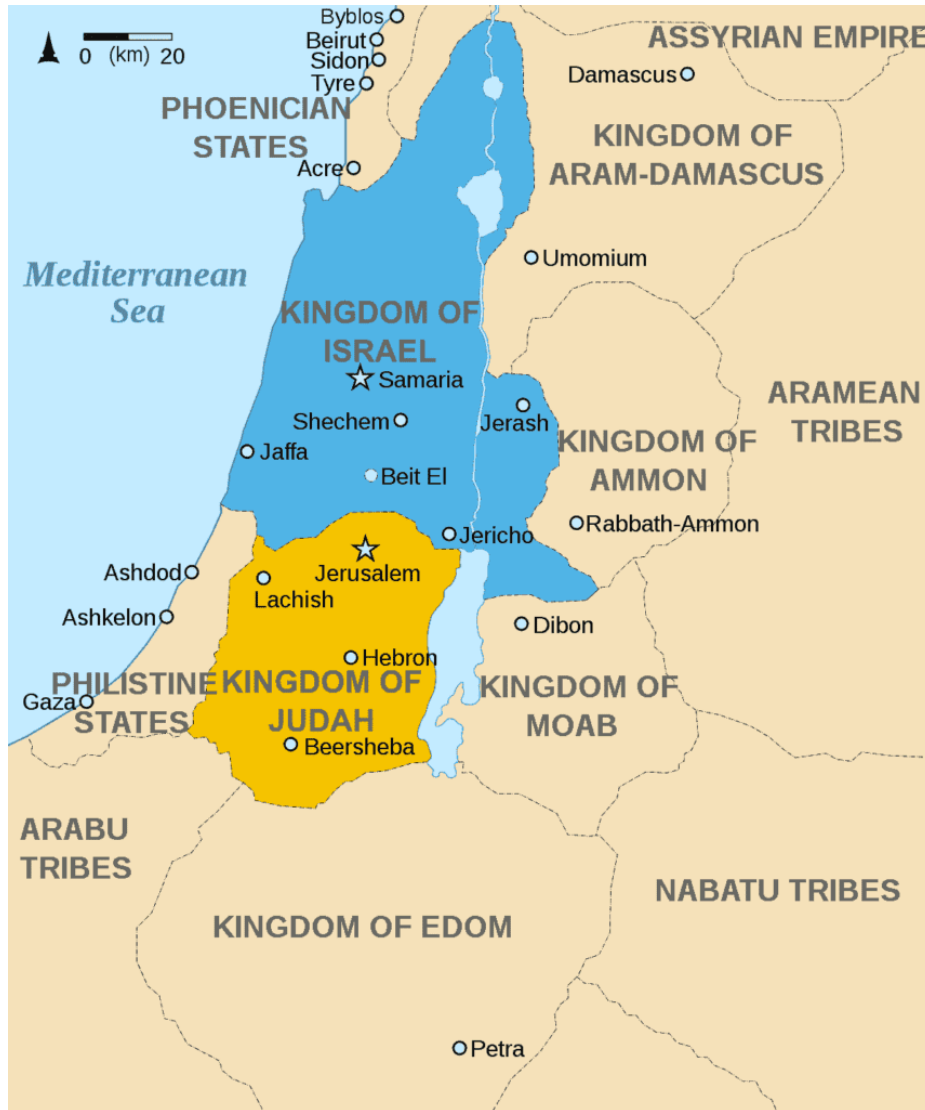 Byblos
Beirut
Sidon
Tyre
0 (km) 20
ASSYRIAN EMPIRE
Damascus
PHOENICIAN
STATES
KINGDOM OF
ARAM-DAMASCUS
Acre
Umomium
Mediterranean
Sea
KINGDOM OF
ISRAEL
Samaria
Shechem
Jerash
ARAMEAN
TRIBES
Jaffa
KINGDOM OF
AMMON
Beit El
Rabbath-Ammon
Jericho
Jerusalem
Ashdod
Lachish
Ashkelon
Dibon
Hebron
PHILISTINE
STATES
KINGDOM OF
JUDAH
KINGDOM OF
MOAB
Gaza
Beersheba
ARABU
TRIBES
NABATU TRIBES
KINGDOM OF EDOM
Petra